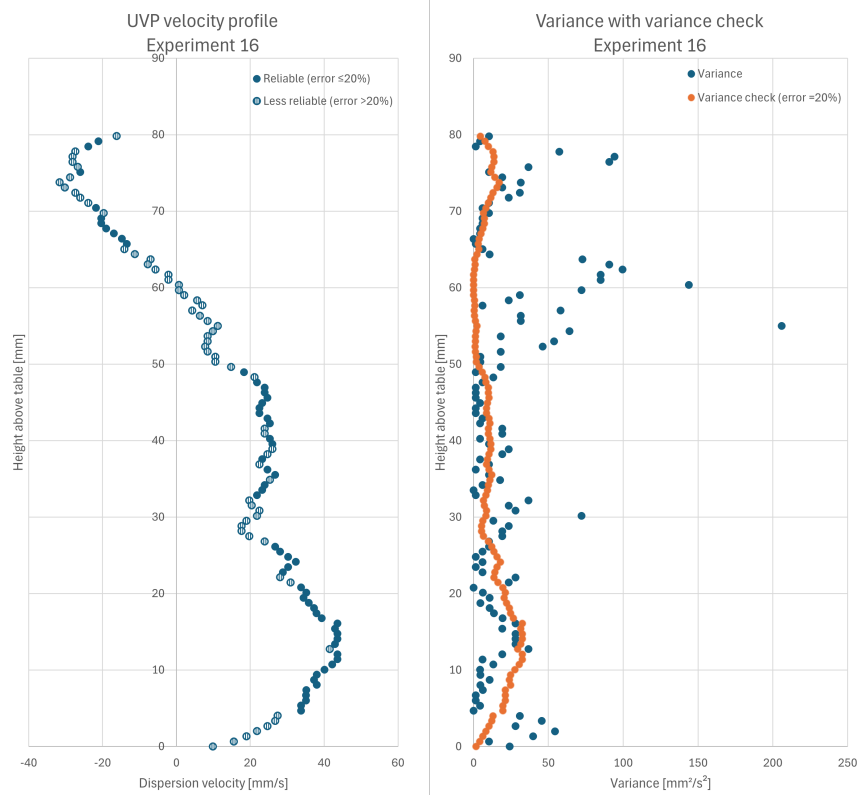 UVP velocity profile
Experiment 16
90
80
70
60
50
40
30
20
10
0
Reliable (error ≤20%)
Less reliable (error >20%)
Height above table [mm]
-40
-20
0
20
40
60
Dispersion velocity [mm/s]
Variance with variance check
Experiment 16
90
80
70
60
50
40
30
20
10
0
Variance
Variance check (error =20%)
Height above table [mm]
0
50
100
150
200
250
Variance [mm²/s²]